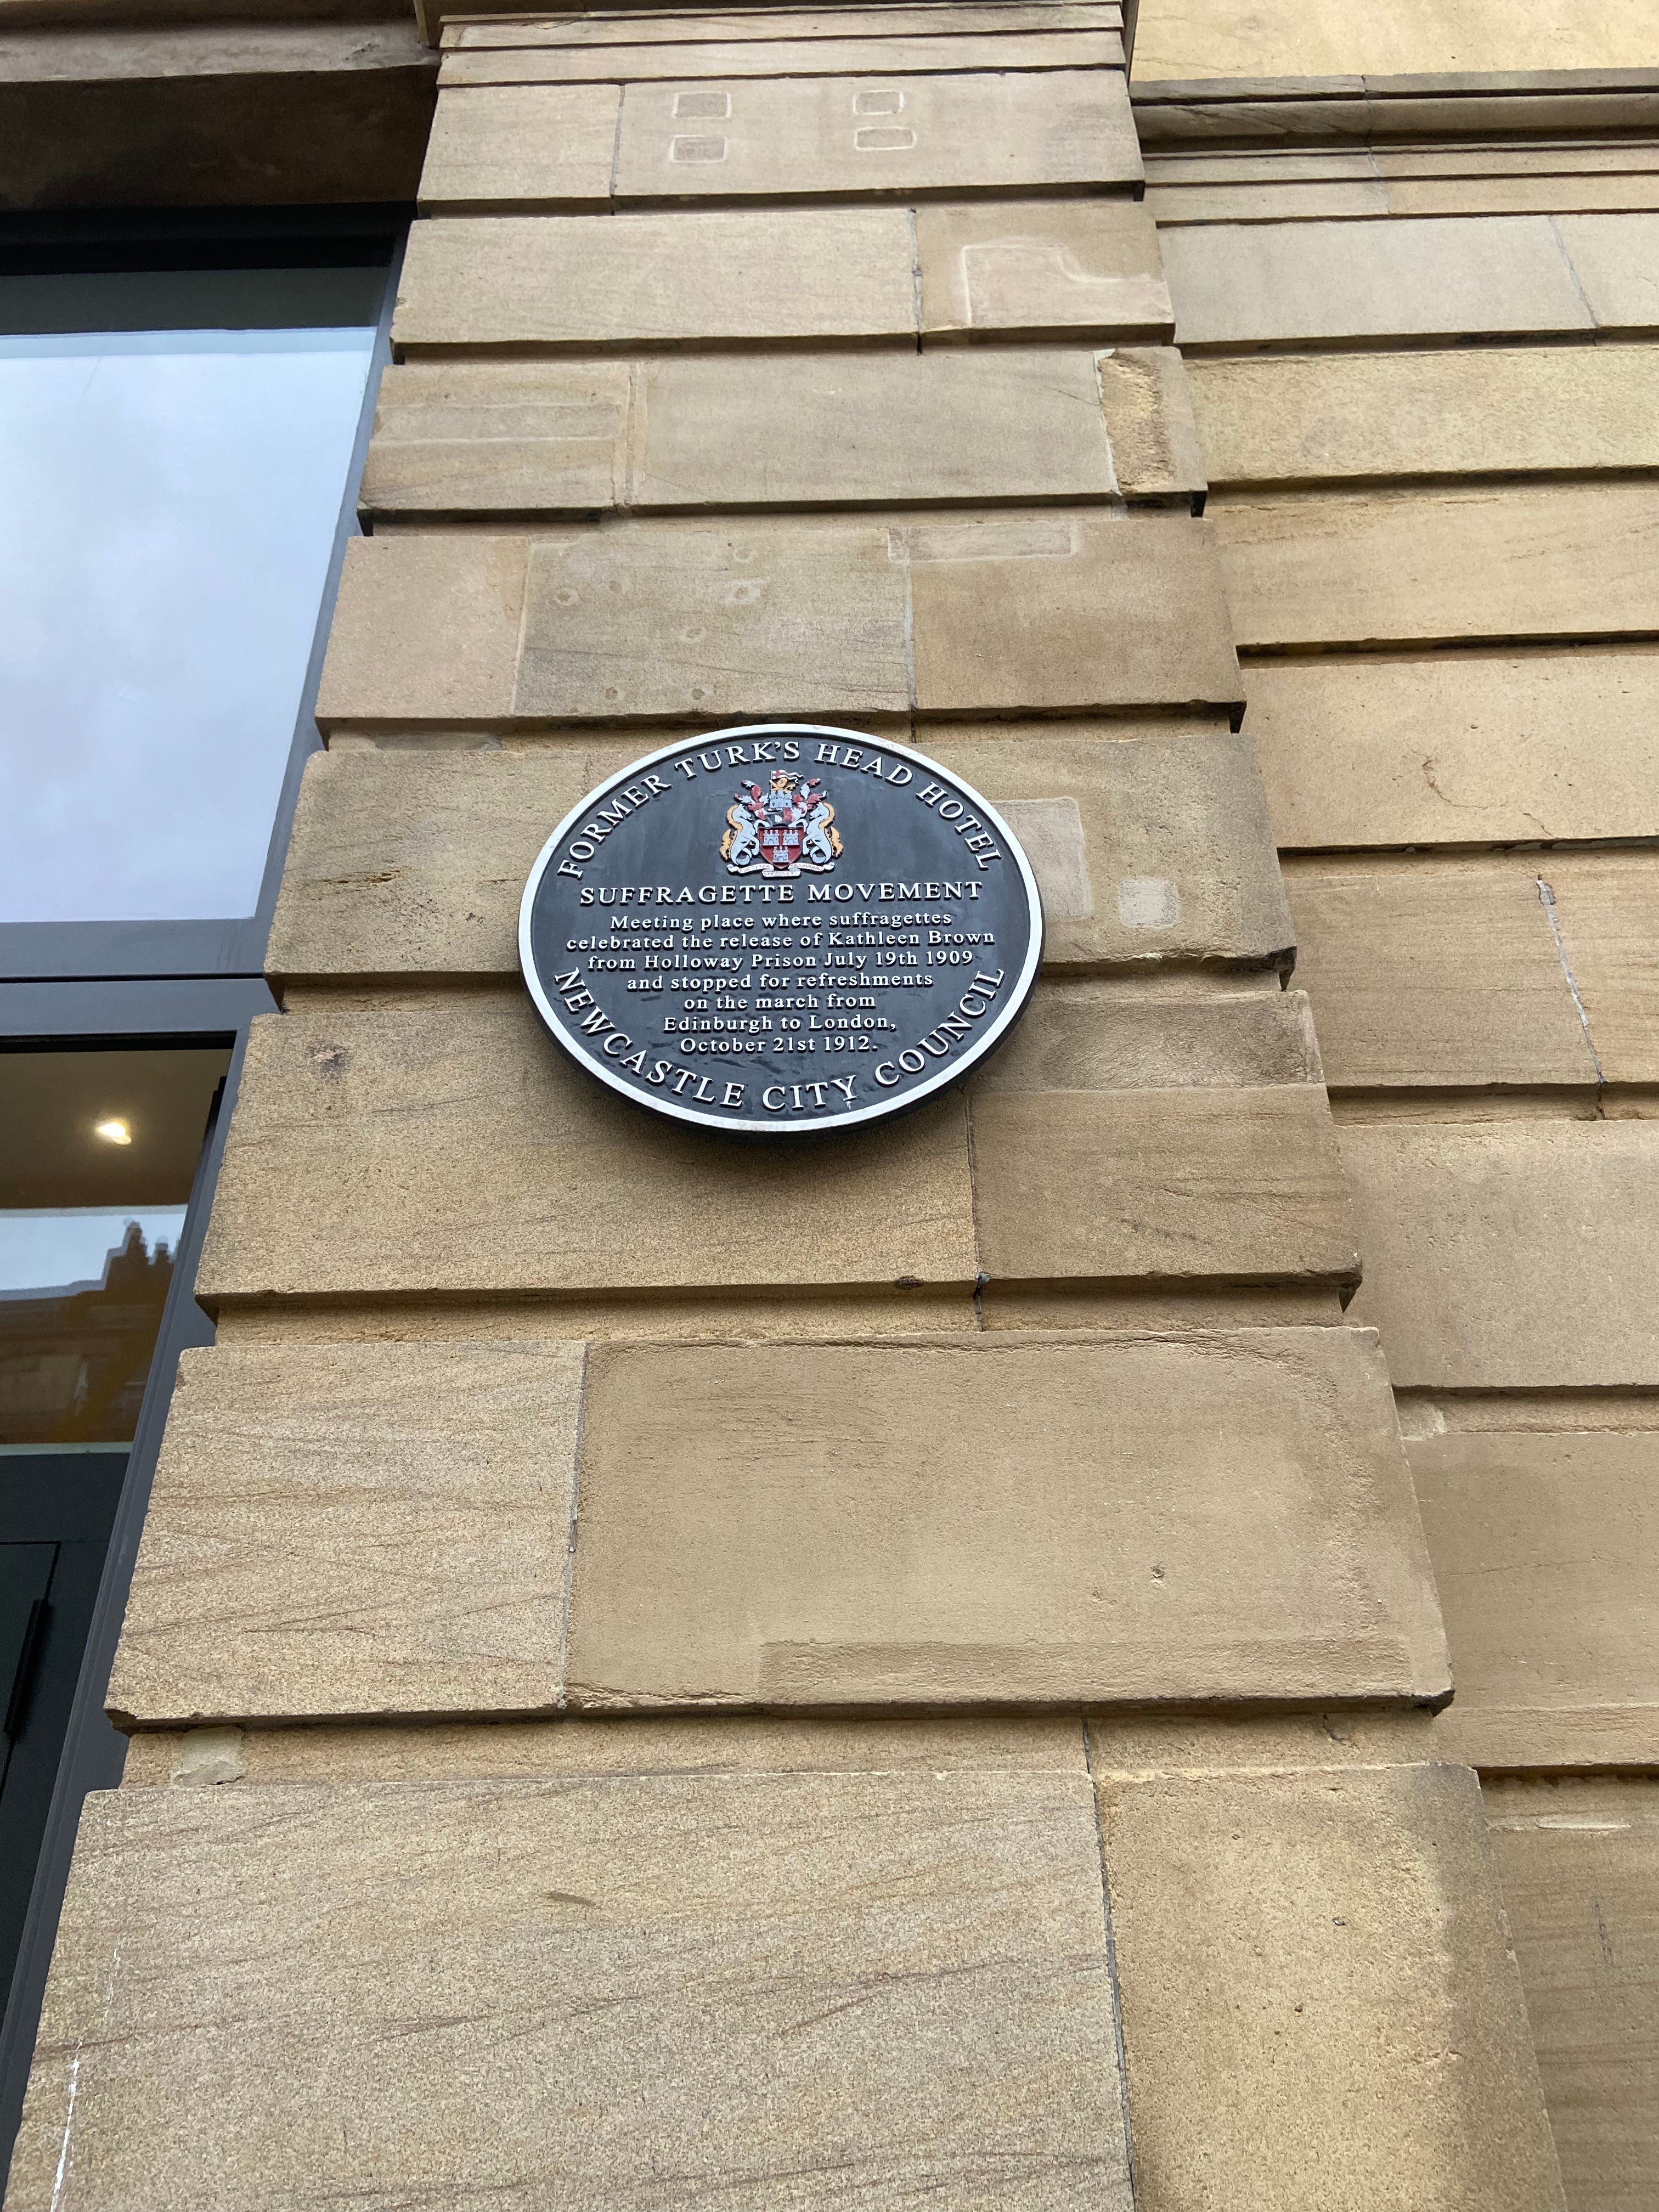 FORMER TURK'S HEAD HOTEL
SUFFRAGETTE MOVEMENT
Meeting place where suffragettes
celebrated the release of Kathleen Brown
from Holloway Prison July 19th 1909
and stopped for refreshments
on the march from
Edinburgh to London,
October 21st 1912.
NEWCASTLE CITY COUNCIL